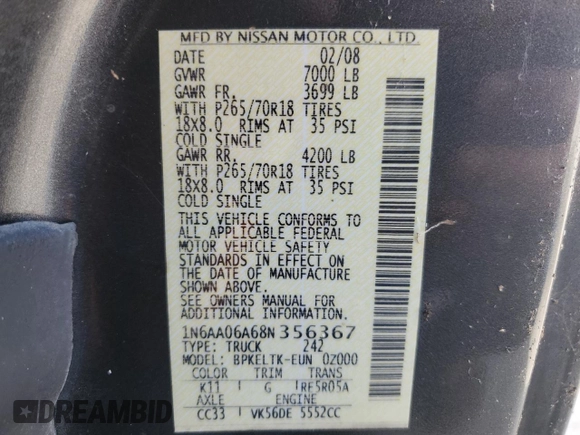 MFD BY NISSAN MOTOR CO., LTD.
DATE 02/08
GVWR 7000 LB
GAWR FR. 3699 LB
WITH P265/70R18 TIRES
18X8.0 RIMS AT 35 PSI
COLD SINGLE
GAWR RR. 4200 LB
WITH P265/70R18 TIRES
18X8.0 RIMS AT 35 PSI
COLD SINGLE
THIS VEHICLE CONFORMS TO
ALL APPLICABLE FEDERAL
MOTOR VEHICLE SAFETY
STANDARDS IN EFFECT ON
THE DATE OF MANUFACTURE
SHOWN ABOVE.
SEE OWNERS MANUAL FOR
ADDITIONAL INFORMATION
1N6AA06A68N356367
TYPE: TRUCK 242
MODEL: BPKELTK-EUN 0Z000
COLOR TRIM TRANS
K11 G RE5R05A
AXLE ENGINE
CC33 VK56DE 5552CC
DCARHISTORY